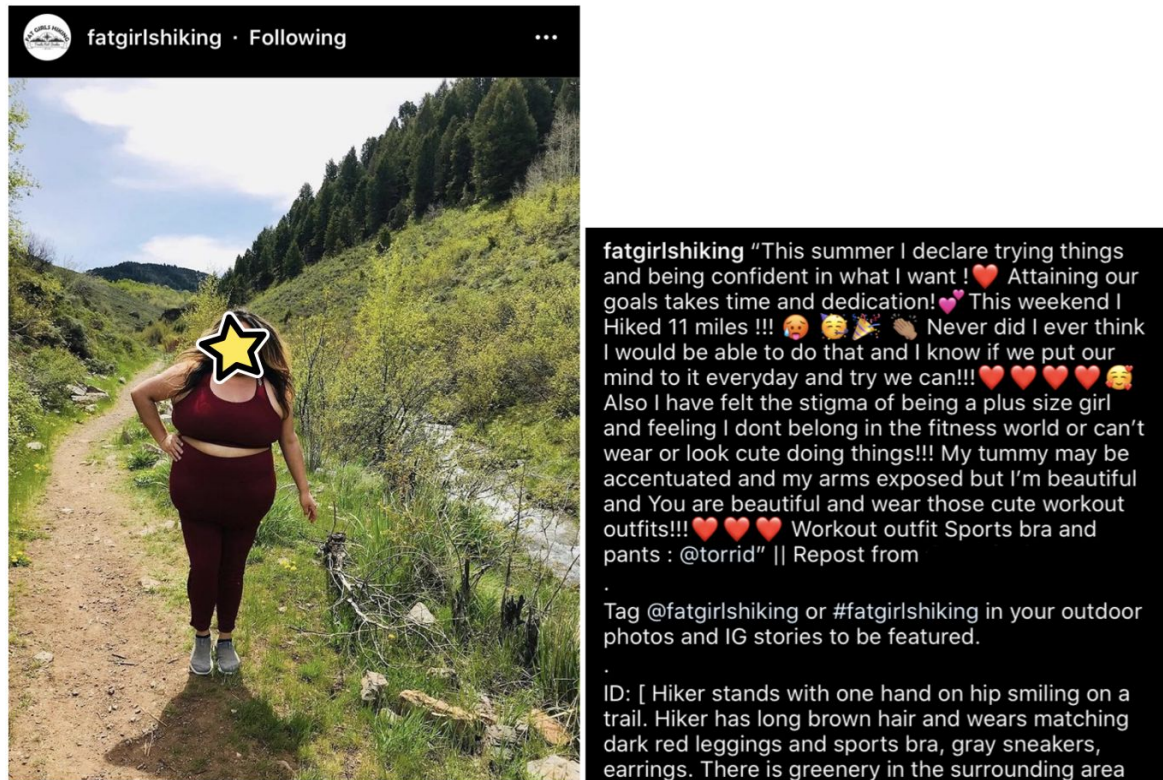 FAT GIRLS HIKING
fatgirlshiking · Following
fatgirlshiking “This summer I declare trying things
and being confident in what I want !❤️ Attaining our
goals takes time and dedication!💕This weekend I
Hiked 11 miles !!! 🥵 🥳🎉 👏🏽 Never did I ever think
I would be able to do that and I know if we put our
mind to it everyday and try we can!!!❤️❤️❤️❤️🥰
Also I have felt the stigma of being a plus size girl
and feeling I dont belong in the fitness world or can’t
wear or look cute doing things!!! My tummy may be
accentuated and my arms exposed but I’m beautiful
and You are beautiful and wear those cute workout
outfits!!!❤️❤️❤️ Workout outfit Sports bra and
pants : @torrid” || Repost from
.
Tag @fatgirlshiking or #fatgirlshiking in your outdoor
photos and IG stories to be featured.
.
ID: [ Hiker stands with one hand on hip smiling on a
trail. Hiker has long brown hair and wears matching
dark red leggings and sports bra, gray sneakers,
earrings. There is greenery in the surrounding area